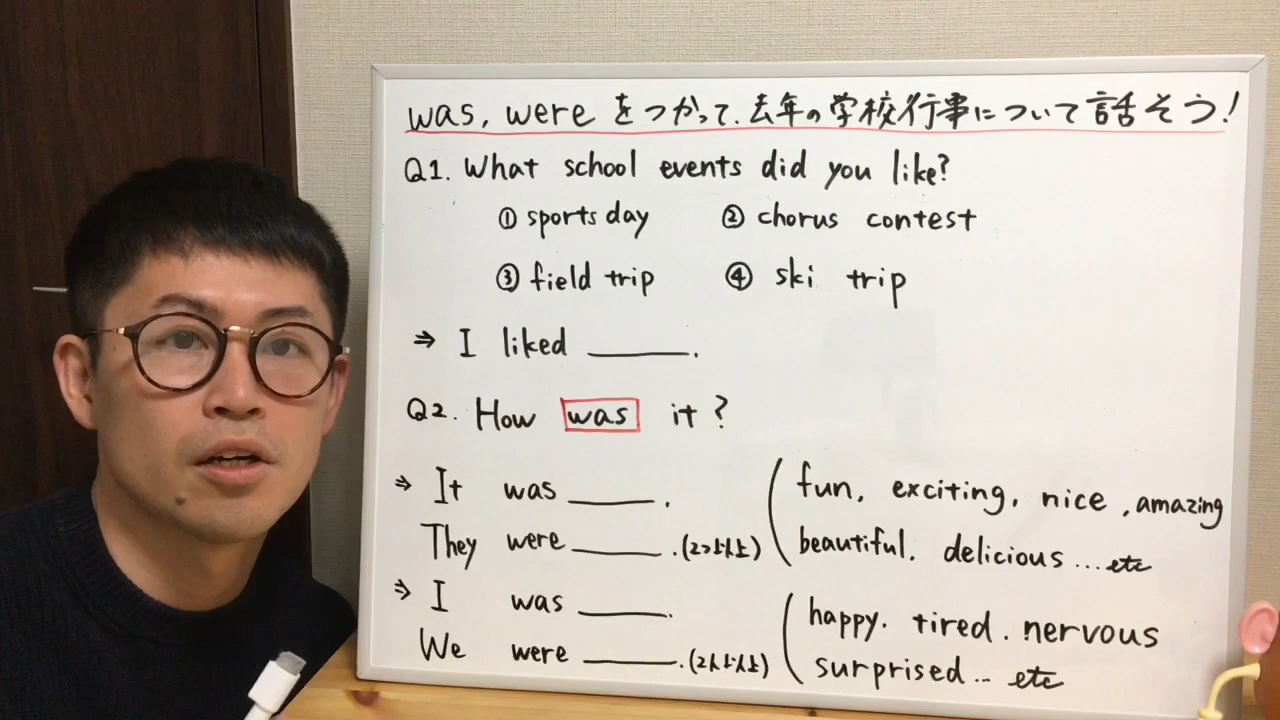 was, were をつかって、去年の学校行事について話そう!
Q1. What school events did you like?
① sports day ② chorus contest
③ field trip ④ ski trip
⇒ I liked ______.
Q2. How was it?
⇒ It was ______. (fun, exciting, nice, amazing
They were ______. (2つ以上) beautiful, delicious ... etc
⇒ I was ______. (happy, tired, nervous
We were ______. (2人以上) surprised... etc